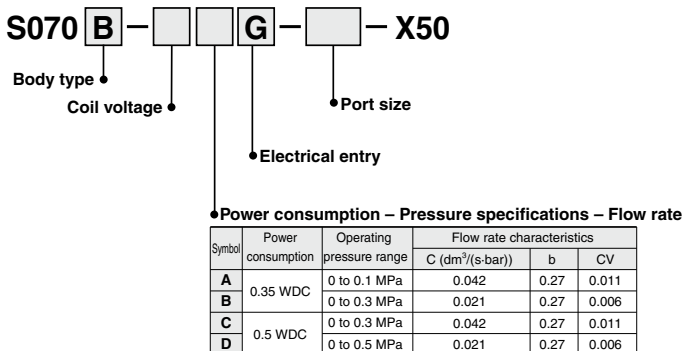 S070 B - G - - X50
Body type
Coil voltage
Port size
Electrical entry
Power consumption – Pressure specifications – Flow rate
Symbol Power consumption Operating pressure range Flow rate characteristics
C (dm³/(s·bar)) b CV
A 0.35 WDC 0 to 0.1 MPa 0.042 0.27 0.011
B 0 to 0.3 MPa 0.021 0.27 0.006
C 0.5 WDC 0 to 0.3 MPa 0.042 0.27 0.011
D 0 to 0.5 MPa 0.021 0.27 0.006